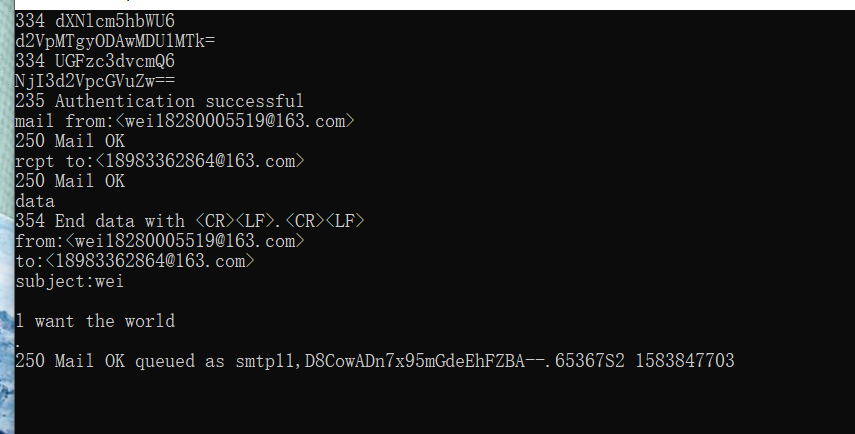 334 dXNlcm5hbWU6
d2VpMTgyODAwMDU1MTk=
334 UGFzc3dvcmQ6
NjI3d2VpcGVuZw==
235 Authentication successful
mail from:<wei18280005519@163.com>
250 Mail OK
rcpt to:<18983362864@163.com>
250 Mail OK
data
354 End data with <CR><LF>.<CR><LF>
from:<wei18280005519@163.com>
to:<18983362864@163.com>
subject:wei
l want the world
.
250 Mail OK queued as smtp11,D8CowADn7x95mGdeEhFZBA--.65367S2 1583847703